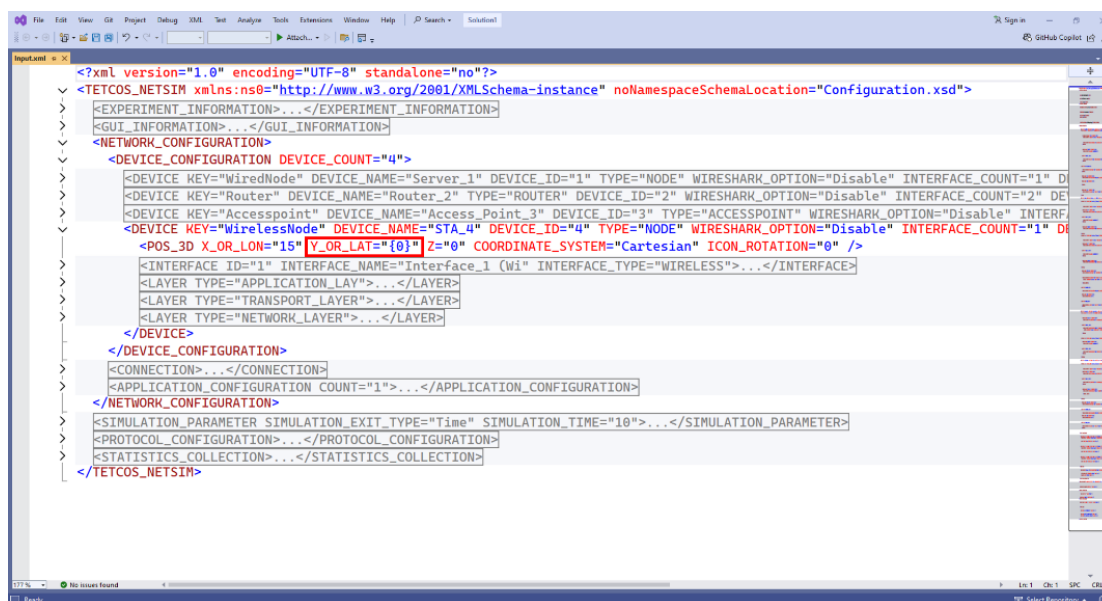 File Edit View Git Project Debug XML Test Analyze Tools Extensions Window Help Search Solution1 Sign in
Attach... GitHub Copilot
Input.xml
<?xml version="1.0" encoding="UTF-8" standalone="no"?>
<TETCOS_NETSIM xmlns:ns0="http://www.w3.org/2001/XMLSchema-instance" noNamespaceSchemaLocation="Configuration.xsd">
<EXPERIMENT_INFORMATION>...</EXPERIMENT_INFORMATION>
<GUI_INFORMATION>...</GUI_INFORMATION>
<NETWORK_CONFIGURATION>
<DEVICE_CONFIGURATION DEVICE_COUNT="4">
<DEVICE KEY="WiredNode" DEVICE_NAME="Server_1" DEVICE_ID="1" TYPE="NODE" WIRESHARK_OPTION="Disable" INTERFACE_COUNT="1" DE
<DEVICE KEY="Router" DEVICE_NAME="Router_2" TYPE="ROUTER" DEVICE_ID="2" WIRESHARK_OPTION="Disable" INTERFACE_COUNT="2" DE
<DEVICE KEY="Accesspoint" DEVICE_NAME="Access_Point_3" DEVICE_ID="3" TYPE="ACCESSPOINT" WIRESHARK_OPTION="Disable" INTERFA
<DEVICE KEY="WirelessNode" DEVICE_NAME="STA_4" DEVICE_ID="4" TYPE="NODE" WIRESHARK_OPTION="Disable" INTERFACE_COUNT="1" DE
<POS_3D X_OR_LON="15" Y_OR_LAT="{0}" Z="0" COORDINATE_SYSTEM="Cartesian" ICON_ROTATION="0" />
<INTERFACE ID="1" INTERFACE_NAME="Interface_1 (Wi" INTERFACE_TYPE="WIRELESS">...</INTERFACE>
<LAYER TYPE="APPLICATION_LAY">...</LAYER>
<LAYER TYPE="TRANSPORT_LAYER">...</LAYER>
<LAYER TYPE="NETWORK_LAYER">...</LAYER>
</DEVICE>
</DEVICE_CONFIGURATION>
<CONNECTION>...</CONNECTION>
<APPLICATION_CONFIGURATION COUNT="1">...</APPLICATION_CONFIGURATION>
</NETWORK_CONFIGURATION>
<SIMULATION_PARAMETER SIMULATION_EXIT_TYPE="Time" SIMULATION_TIME="10">...</SIMULATION_PARAMETER>
<PROTOCOL_CONFIGURATION>...</PROTOCOL_CONFIGURATION>
<STATISTICS_COLLECTION>...</STATISTICS_COLLECTION>
</TETCOS_NETSIM>
177 % No issues found Ln: 1 Ch: 1 SPC CRL
Ready Select Repository